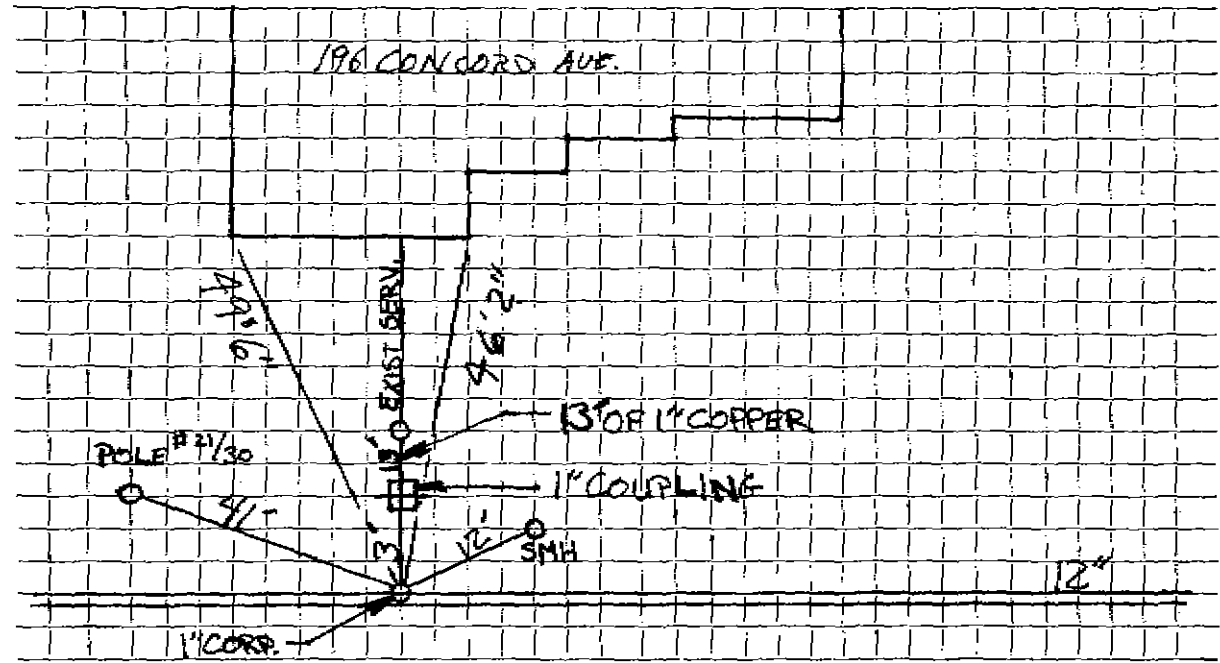 196 CONCORD AVE.
49'6"
EXIST SERV.
46'2"
13' OF 1" COPPER
POLE #21/30
13'
1" COUPLING
41'
3'
12'
SMH
12"
1" CORP.